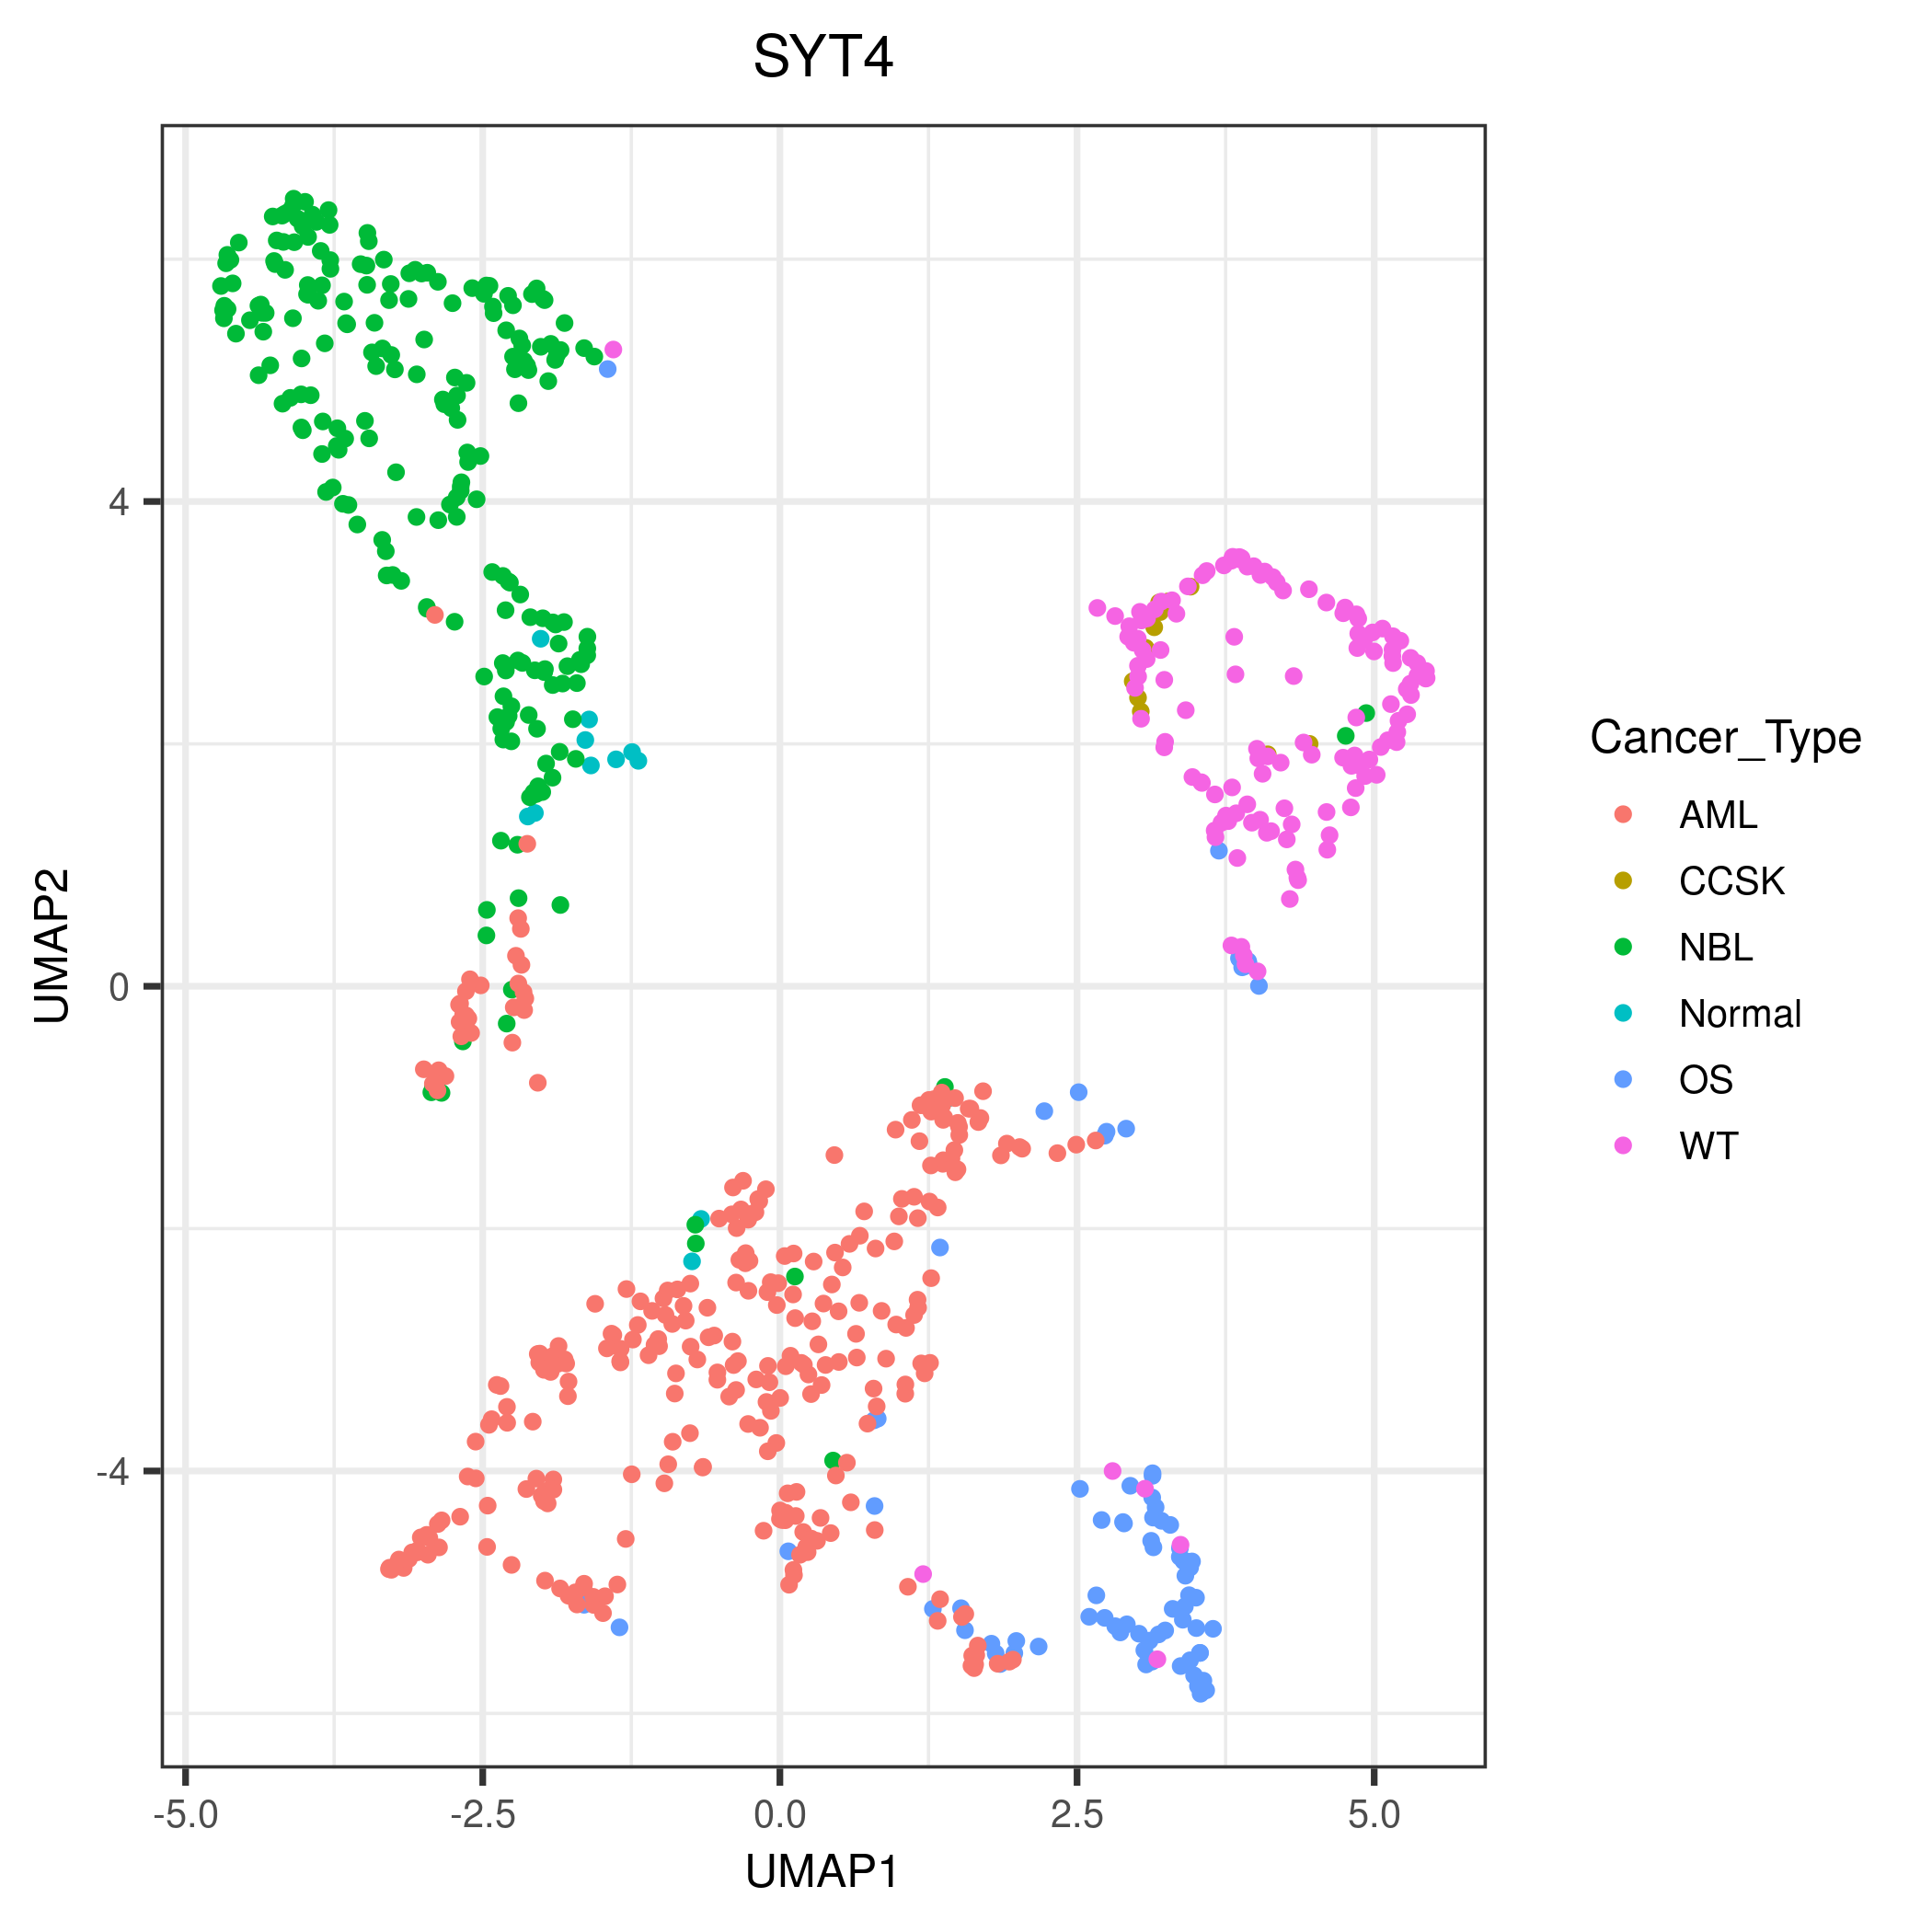 SYT4
UMAP2
4
0
-4
-5.0
-2.5
0.0
2.5
5.0
UMAP1
Cancer_Type
AML
CCSK
NBL
Normal
OS
WT